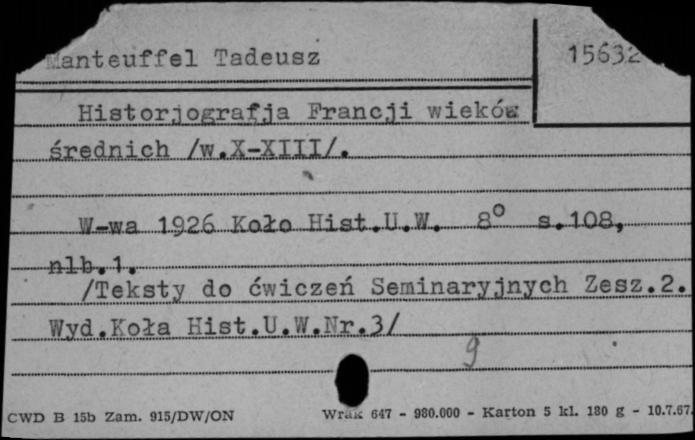 Manteuffel Tadeusz
15632
Historjografja Francji wieków
średnich /w.X-XIII/.
W-wa 1926 Koło Hist.U.W. 8° s.108,
nlb.1.
/Teksty do ćwiczeń Seminaryjnych Zesz.2.
Wyd.Koła Hist.U.W.Nr.3/
9
CWD B 15b Zam. 915/DW/ON
Wrak 647 - 980.000 - Karton 5 kl. 180 g - 10.7.67.